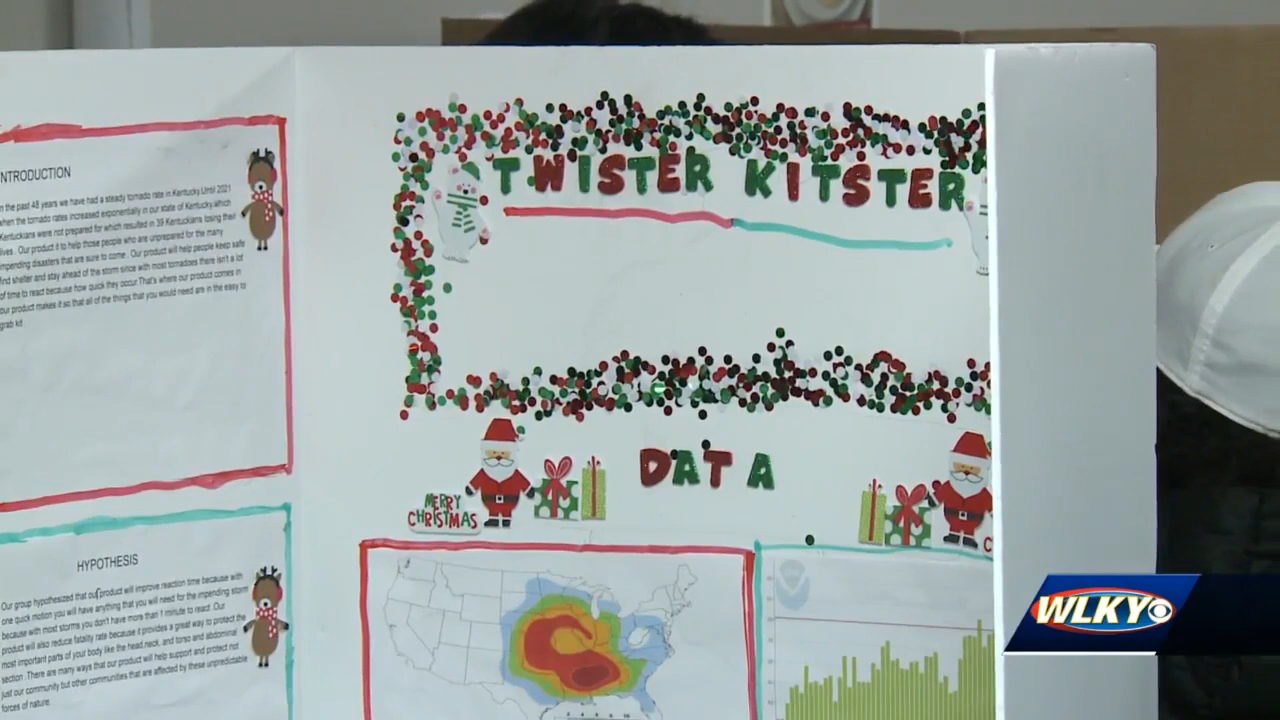 TWISTER KITSTER
NTRODUCTION
n the past 48 years we have had a steady tornado rate in Kentucky.Until 2021
when the tornado rates increased exponentially in our state of Kentucky.Which
Kentuckians were not prepared for which resulted in 39 Kentuckians losing their
lives . Our product it to help those people who are unprepared for the many
impending disasters that are sure to come . Our product will help people keep safe
find shelter and stay ahead of the storm since with most tornadoes there isn't a lot
of time to react because how quick they occur.That's where our product comes in
our product makes it so that all of the things that you would need are in the easy to
grab kit
DATA
MERRY
CHRISTMAS
C
HYPOTHESIS
Our group hypothesized that our product will improve reaction time because with
one quick motion you will have anything that you will need for the impending storm
because with most storms you don't have more than 1 minute to react .Our
product will also reduce fatality rate because it provides a great way to protect the
most important parts of your body like the head,neck, and torso and abdominal
section .There are many ways that our product will help support and protect not
just our community but other communities that are affected by these unpredictable
forces of nature.
WLKY